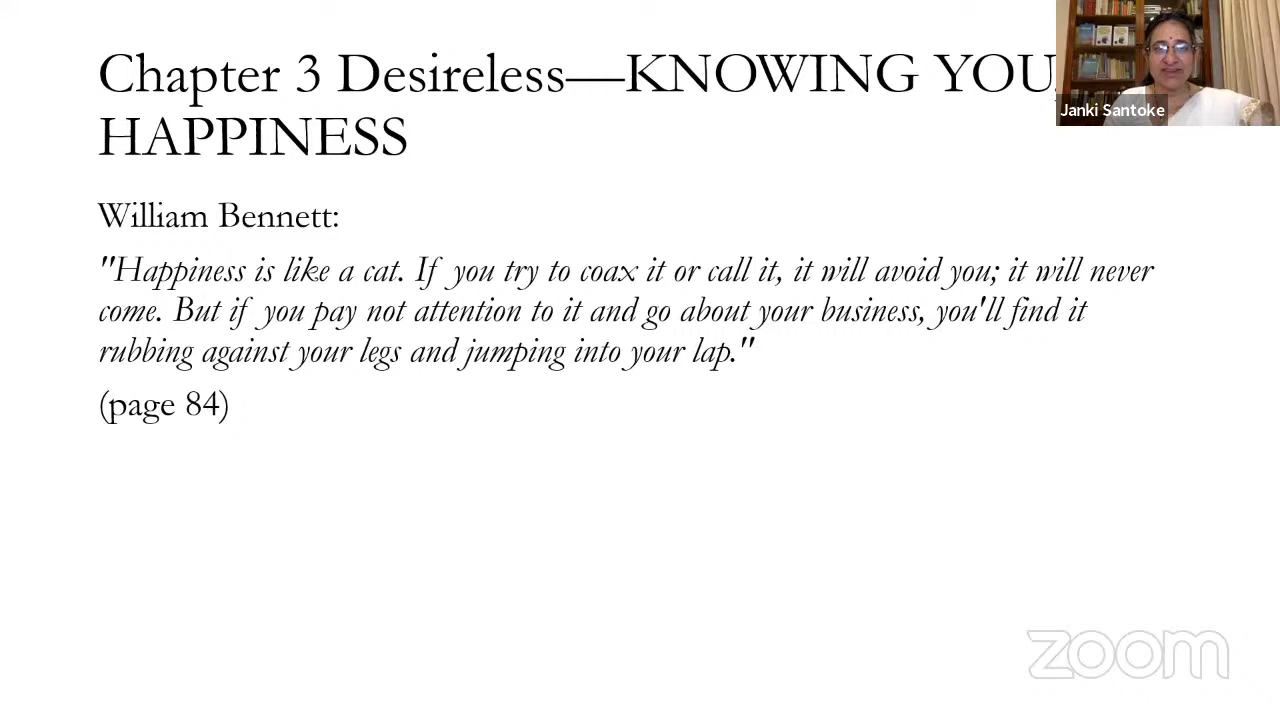 Chapter 3 Desireless—KNOWING YOU
HAPPINESS
Janki Santoke
William Bennett:
"Happiness is like a cat. If you try to coax it or call it, it will avoid you; it will never
come. But if you pay not attention to it and go about your business, you'll find it
rubbing against your legs and jumping into your lap."
(page 84)
zoom